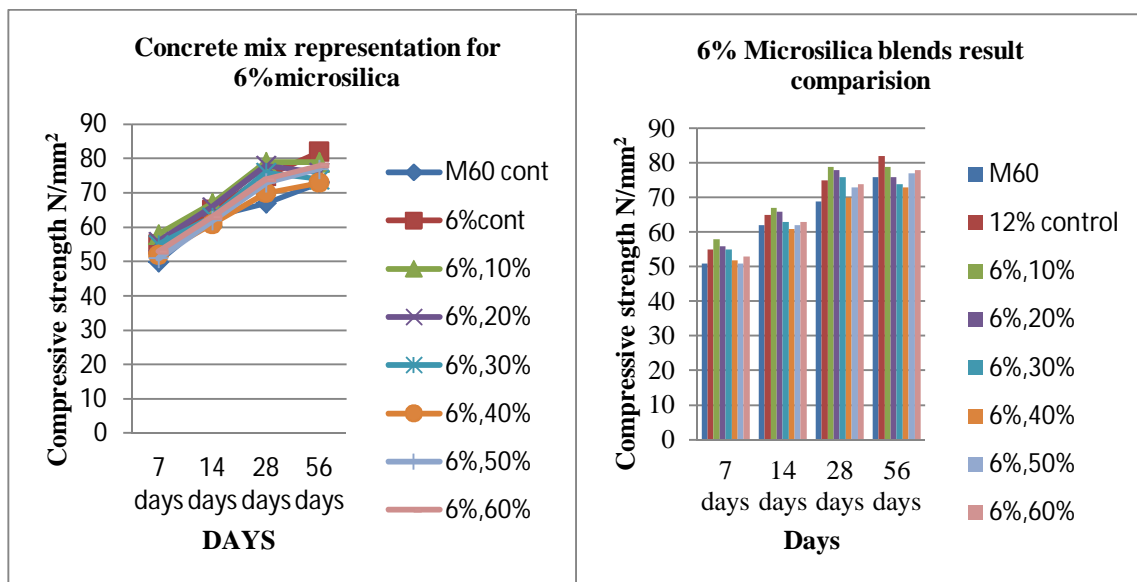 Concrete mix representation for
6%microsilica
Compressive strength N/mm²
90
80
70
60
50
40
30
20
10
0
7
days
14
days
28
days
56
days
DAYS
M60 cont
6%cont
6%,10%
6%,20%
6%,30%
6%,40%
6%,50%
6%,60%
6% Microsilica blends result
comparision
Compressive strength N/mm²
90
80
70
60
50
40
30
20
10
0
7
days
14
days
28
days
56
days
Days
M60
12% control
6%,10%
6%,20%
6%,30%
6%,40%
6%,50%
6%,60%